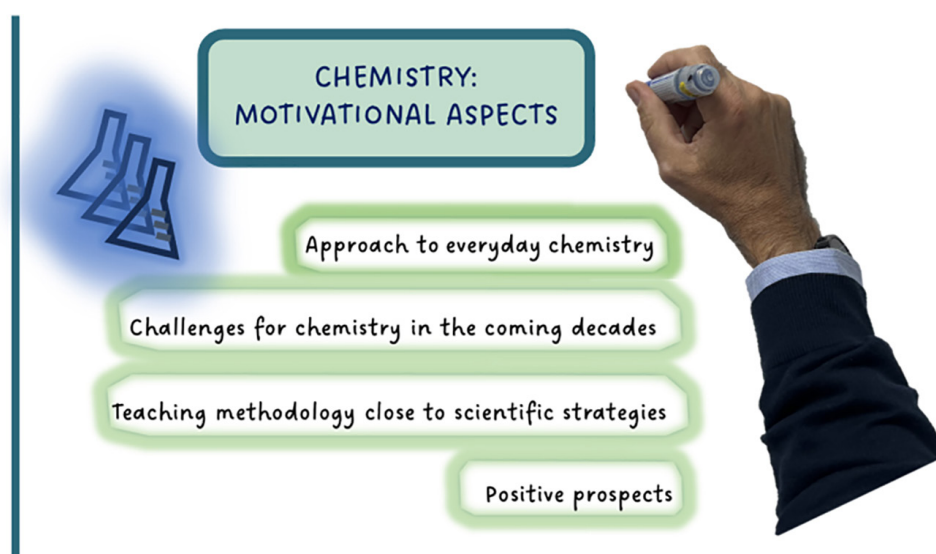 CHEMISTRY:
MOTIVATIONAL ASPECTS
Approach to everyday chemistry
Challenges for chemistry in the coming decades
Teaching methodology close to scientific strategies
Positive prospects